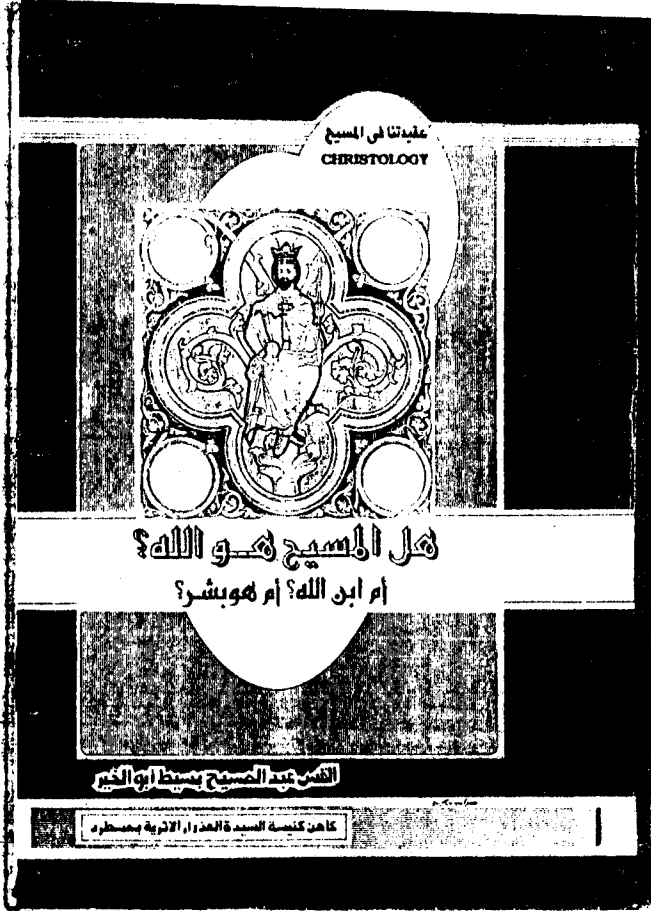 عقيدتنا فى المسيح
CHRISTOLOGY
هل المسيح هو الله؟
أم ابن الله؟ أم هو بشر؟
القس عبد المسيح بسيط ابو الخير
كاهن كنيسة السيدة العذراء الاثرية بمسطرد